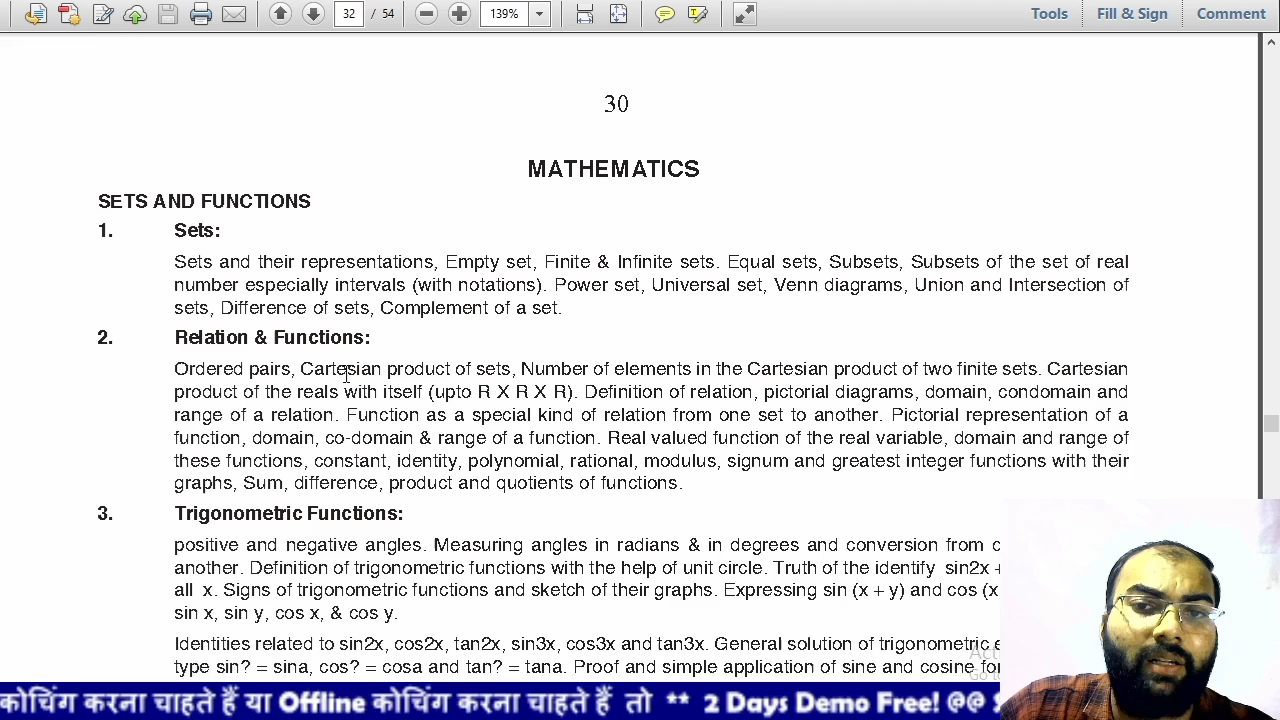 32 / 54
139%
Tools
Fill & Sign
Comment
30
MATHEMATICS
SETS AND FUNCTIONS
1. Sets:
Sets and their representations, Empty set, Finite & Infinite sets. Equal sets, Subsets, Subsets of the set of real
number especially intervals (with notations). Power set, Universal set, Venn diagrams, Union and Intersection of
sets, Difference of sets, Complement of a set.
2. Relation & Functions:
Ordered pairs, Cartesian product of sets, Number of elements in the Cartesian product of two finite sets. Cartesian
product of the reals with itself (upto R X R X R). Definition of relation, pictorial diagrams, domain, condomain and
range of a relation. Function as a special kind of relation from one set to another. Pictorial representation of a
function, domain, co-domain & range of a function. Real valued function of the real variable, domain and range of
these functions, constant, identity, polynomial, rational, modulus, signum and greatest integer functions with their
graphs, Sum, difference, product and quotients of functions.
3. Trigonometric Functions:
positive and negative angles. Measuring angles in radians & in degrees and conversion from
another. Definition of trigonometric functions with the help of unit circle. Truth of the identify sin2x +
all x. Signs of trigonometric functions and sketch of their graphs. Expressing sin (x + y) and cos (x
sin x, sin y, cos x, & cos y.
Identities related to sin2x, cos2x, tan2x, sin3x, cos3x and tan3x. General solution of trigonometric
type sin? = sina, cos? = cosa and tan? = tana. Proof and simple application of sine and cosine
कोचिंग करना चाहते हैं या Offline कोचिंग करना चाहते हैं तो ** 2 Days Demo Free! @@